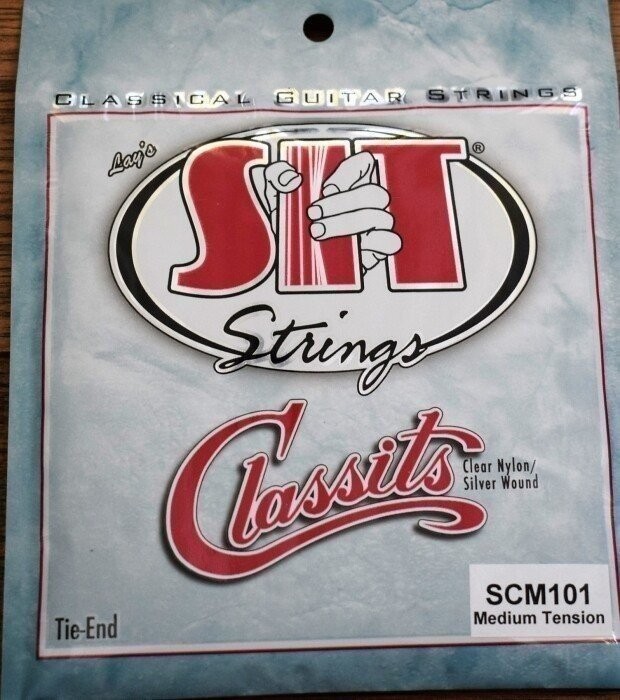 CLASSICAL GUITAR STRINGS
Lay's
SIT®
Strings
Classits
Clear Nylon/
Silver Wound
SCM101
Medium Tension
Tie-End